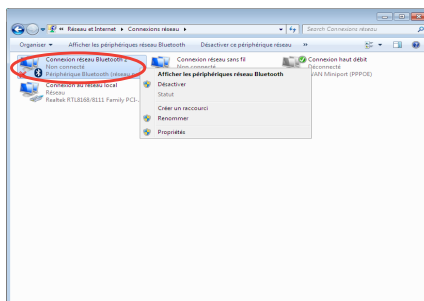 « Réseau et Internet ▸ Connexions réseau ▸
Search Connexions réseau
Organiser Afficher les périphériques réseau Bluetooth Désactiver ce périphérique réseau »
Connexion réseau Bluetooth 2
Non connecté
Périphérique Bluetooth (réseau
Connexion réseau sans fil
Non connecté
Connexion haut débit
Déconnecté
WAN Miniport (PPPOE)
Connexion au réseau local
Réseau
Realtek RTL8168/8111 Family PCI-
Afficher les périphériques réseau Bluetooth
Désactiver
Statut
Créer un raccourci
Renommer
Propriétés